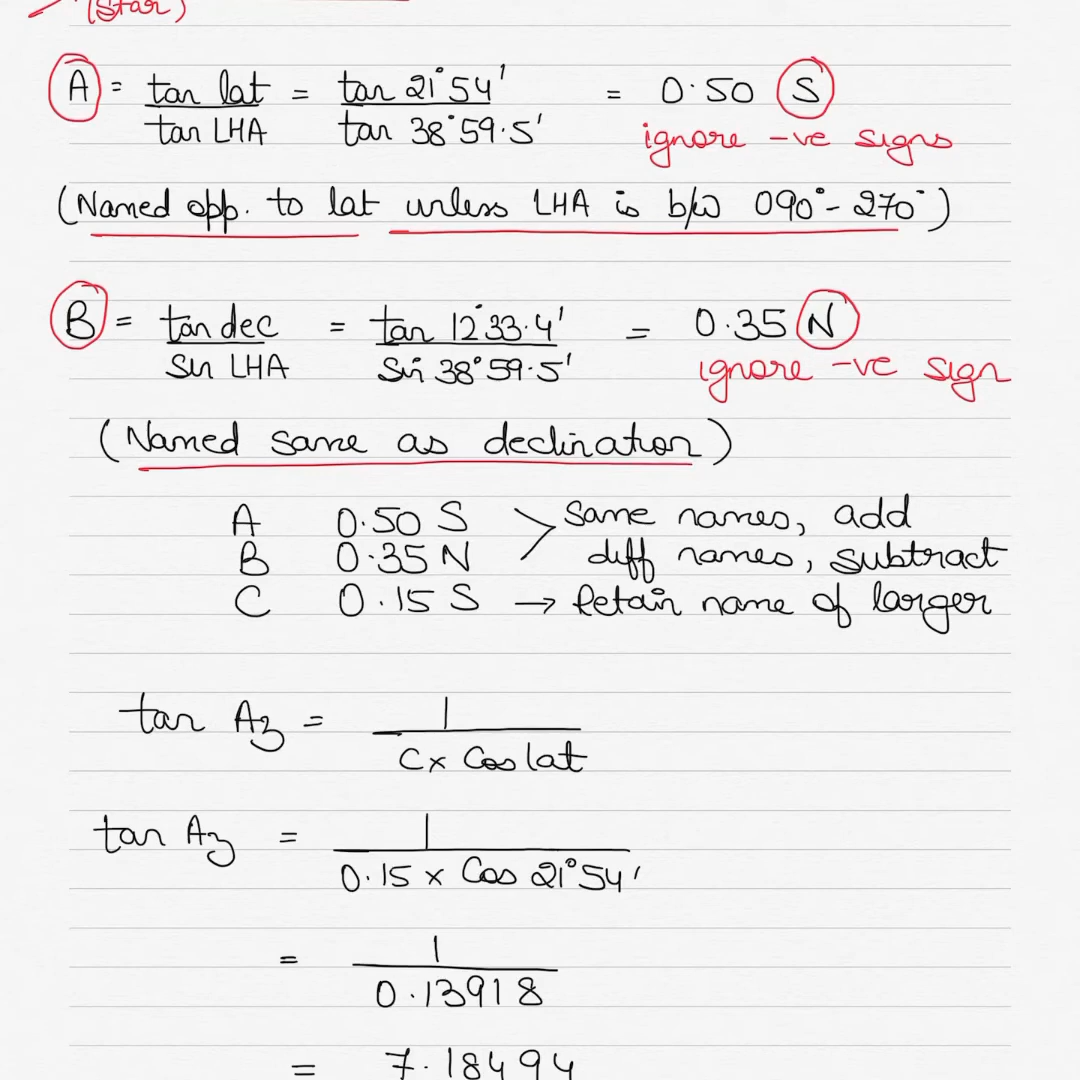 (Star)
A = tan lat / tan LHA = tan 21°54' / tan 38°59.5' = 0.50 S
ignore -ve signs
(Named opp. to lat unless LHA is b/w 090° - 270°)
B = tan dec / sin LHA = tan 12°33.4' / sin 38°59.5' = 0.35 N
ignore -ve sign
(Named same as declination)
A 0.50 S > Same names, add
B 0.35 N diff names, subtract
C 0.15 S → Retain name of larger
tan Az = 1 / C x Cos lat
tan Az = 1 / 0.15 x Cos 21°54'
= 1 / 0.13918
= 7.18494